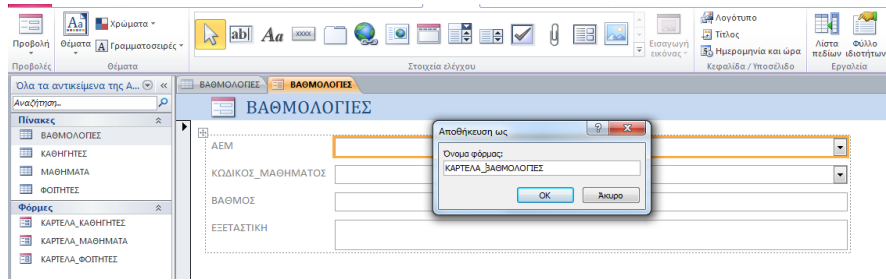 Προβολή
Προβολές
Θέματα
Χρώματα
Γραμματοσειρές
Θέματα
Στοιχεία ελέγχου
Εισαγωγή εικόνας
Λογότυπο
Τίτλος
Ημερομηνία και ώρα
Κεφαλίδα / Υποσέλιδο
Λίστα πεδίων
Φύλλο ιδιοτήτων
Εργαλεία
Όλα τα αντικείμενα της A...
Αναζήτηση...
Πίνακες
ΒΑΘΜΟΛΟΓΙΕΣ
ΚΑΘΗΓΗΤΕΣ
ΜΑΘΗΜΑΤΑ
ΦΟΙΤΗΤΕΣ
Φόρμες
ΚΑΡΤΕΛΑ_ΚΑΘΗΓΗΤΕΣ
ΚΑΡΤΕΛΑ_ΜΑΘΗΜΑΤΑ
ΚΑΡΤΕΛΑ_ΦΟΙΤΗΤΕΣ
ΒΑΘΜΟΛΟΓΙΕΣ
ΒΑΘΜΟΛΟΓΙΕΣ
ΒΑΘΜΟΛΟΓΙΕΣ
ΑΕΜ
ΚΩΔΙΚΟΣ_ΜΑΘΗΜΑΤΟΣ
ΒΑΘΜΟΣ
ΕΞΕΤΑΣΤΙΚΗ
Αποθήκευση ως
Όνομα φόρμας:
ΚΑΡΤΕΛΑ_ΒΑΘΜΟΛΟΓΙΕΣ
OK
Άκυρο